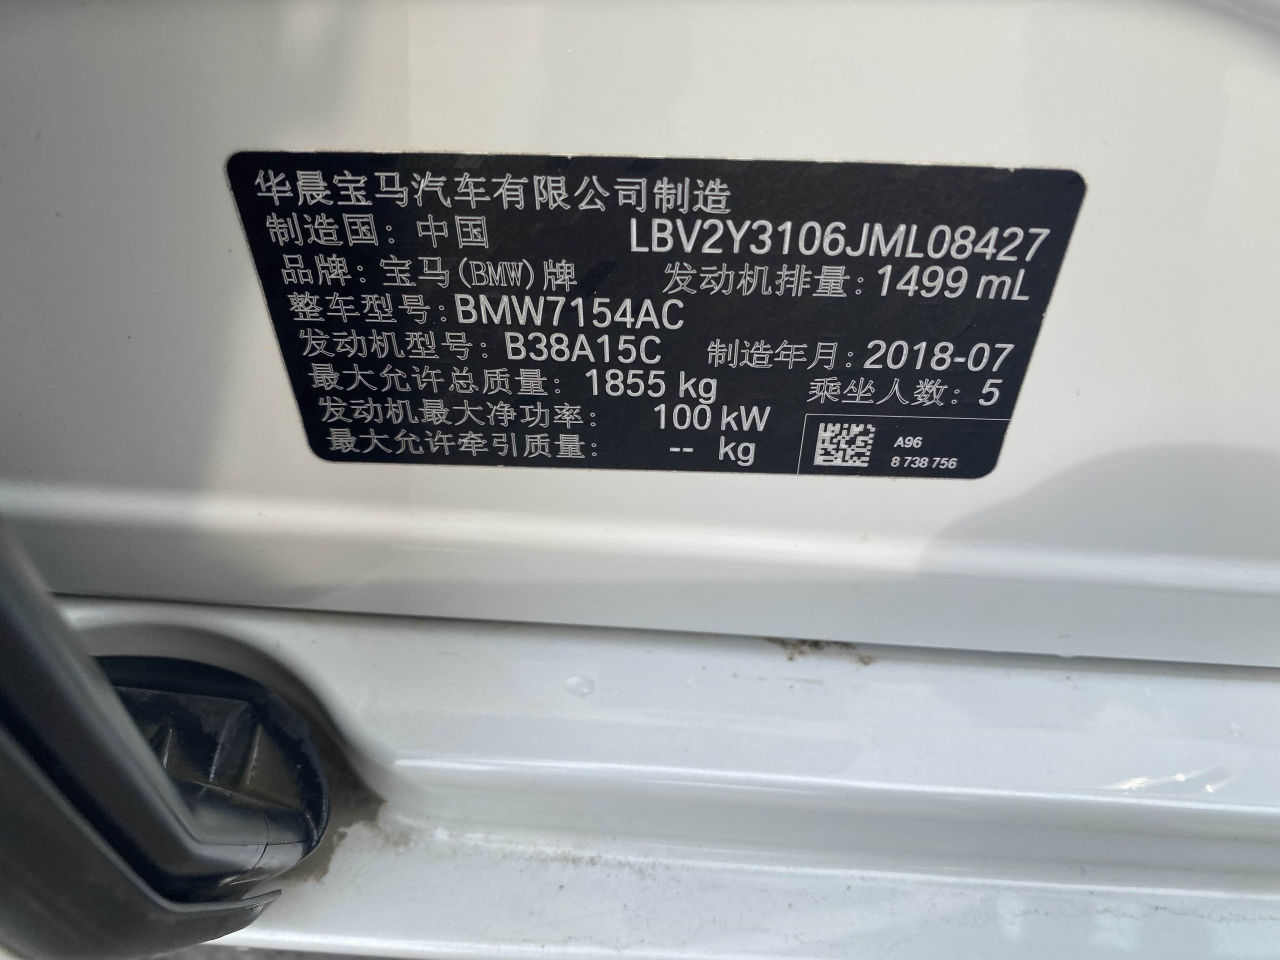 华晨宝马汽车有限公司制造
制造国: 中国 LBV2Y3106JML08427
品牌: 宝马(BMW)牌 发动机排量: 1499 mL
整车型号: BMW7154AC
发动机型号: B38A15C 制造年月: 2018-07
最大允许总质量: 1855 kg 乘坐人数: 5
发动机最大净功率: 100 kW
最大允许牵引质量: -- kg
A96
8 738 756